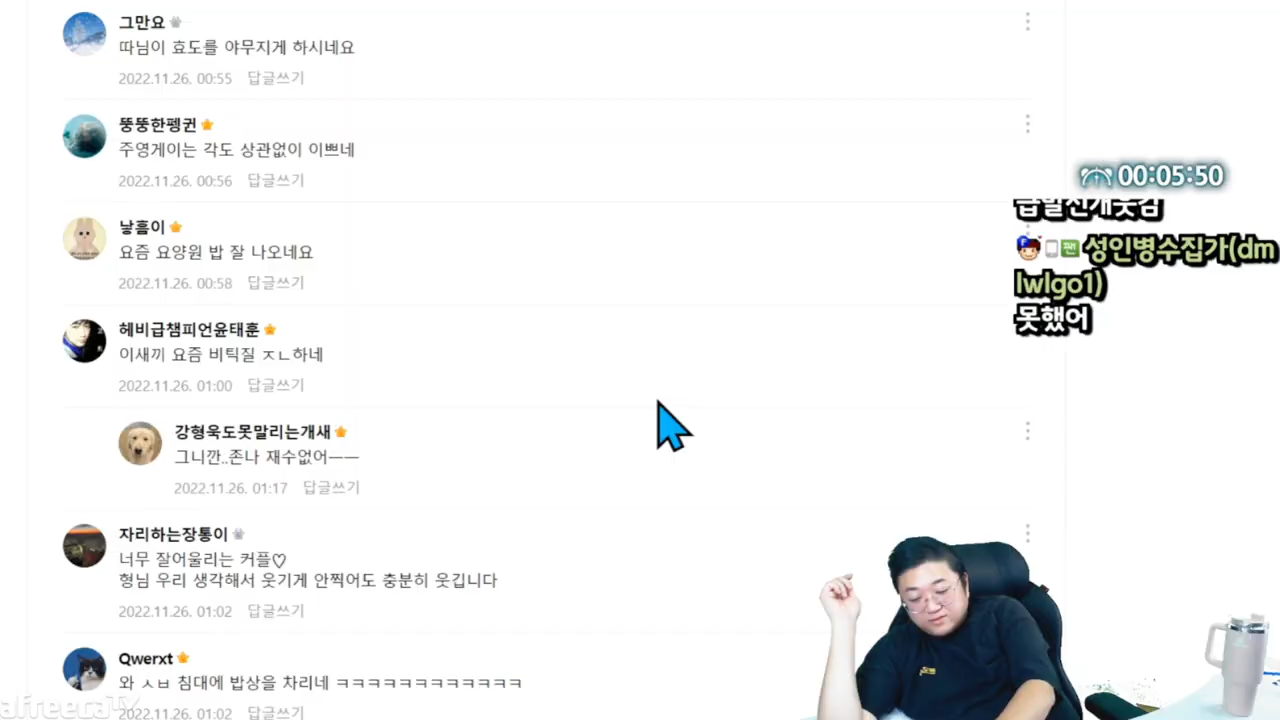 그만요
따님이 효도를 야무지게 하시네요
2022.11.26. 00:55 답글쓰기
뚱뚱한펭귄
주영게이는 각도 상관없이 이쁘네
2022.11.26. 00:56 답글쓰기
낳흠이
요즘 요양원 밥 잘 나오네요
2022.11.26. 00:58 답글쓰기
헤비급챔피언윤태훈
이새끼 요즘 비틱질 ㅈㄴ하네
2022.11.26. 01:00 답글쓰기
강형욱도못말리는개새
그니깐..존나 재수없어ㅡㅡ
2022.11.26. 01:17 답글쓰기
자리하는장통이
너무 잘어울리는 커플♡
형님 우리 생각해서 웃기게 안찍어도 충분히 웃깁니다
2022.11.26. 01:02 답글쓰기
Qwerxt
와 ㅅㅂ 침대에 밥상을 차리네 ㅋㅋㅋㅋㅋㅋㅋㅋㅋㅋㅋㅋ
2022.11.26. 01:02 답글쓰기
00:05:50
급발진개웃김
팬 성인병수집가(dm
lwlgo1)
못했어
afreecaTV